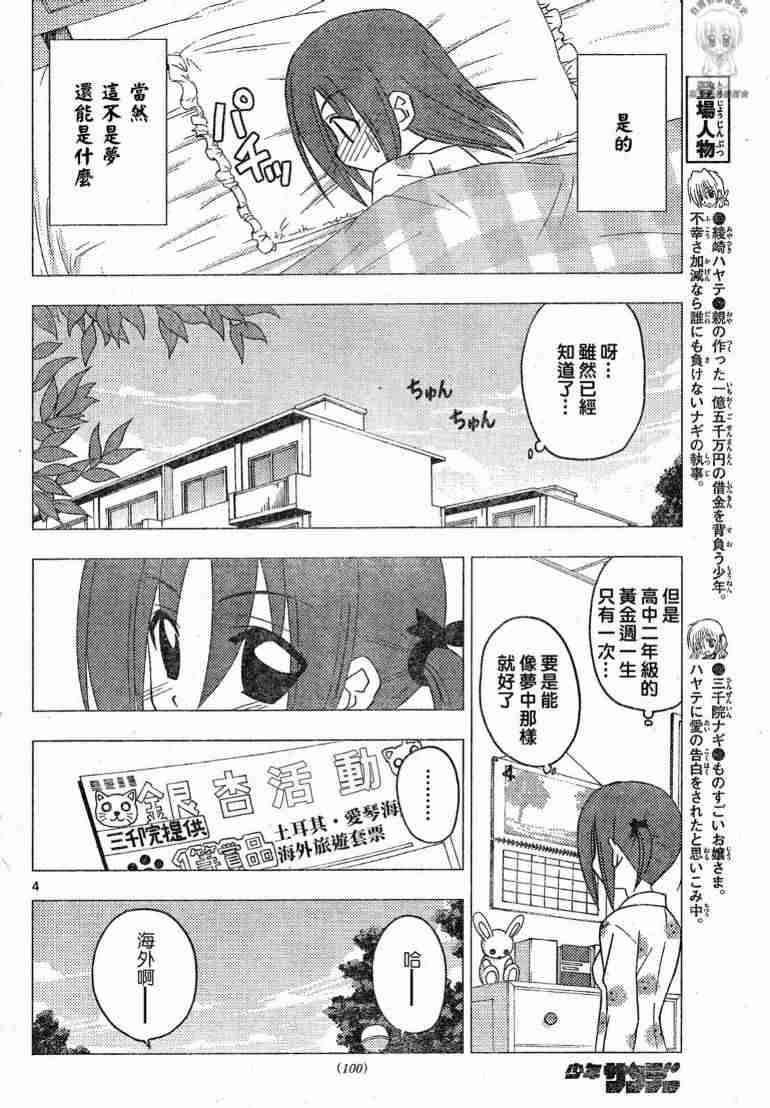 是的
當然
這不是夢
還能是什麼
パチッ
呀…
雖然已經
知道了…
ちゅん
ちゅん
但是
高中二年級的
黃金週一生
只有一次…
要是能
像夢中那樣
就好了
………
銀杏活動
三千院提供
土耳其・愛琴海
海外旅遊套票
哈——
海外啊——
場人物
綾崎ハヤテ●親の作った一億五千万円の借金を背負う少年。
不幸さ加減なら誰にも負けないナギの執事。
三千院ナギ●ものすごいお嬢さま。
ハヤテに愛の告白をされたと思いこみ中。
4
(100)
少年サンデー